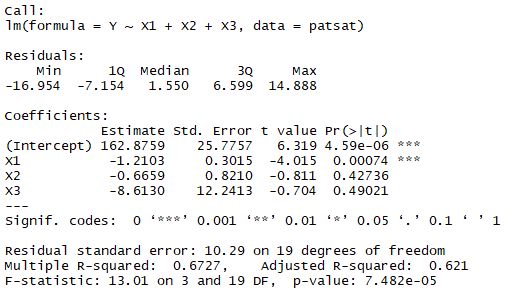 Call:
lm(formula = Y ~ X1 + X2 + X3, data = patsat)
Residuals:
    Min      1Q  Median      3Q     Max
-16.954  -7.154   1.550   6.599  14.888
Coefficients:
            Estimate Std. Error t value Pr(>|t|)
(Intercept) 162.8759    25.7757   6.319 4.59e-06 ***
X1           -1.2103     0.3015  -4.015  0.00074 ***
X2           -0.6659     0.8210  -0.811  0.42736
X3           -8.6130    12.2413  -0.704  0.49021
---
Signif. codes:  0 ‘***’ 0.001 ‘**’ 0.01 ‘*’ 0.05 ‘.’ 0.1 ‘ ’ 1
Residual standard error: 10.29 on 19 degrees of freedom
Multiple R-squared:  0.6727,    Adjusted R-squared:  0.621
F-statistic: 13.01 on 3 and 19 DF,  p-value: 7.482e-05